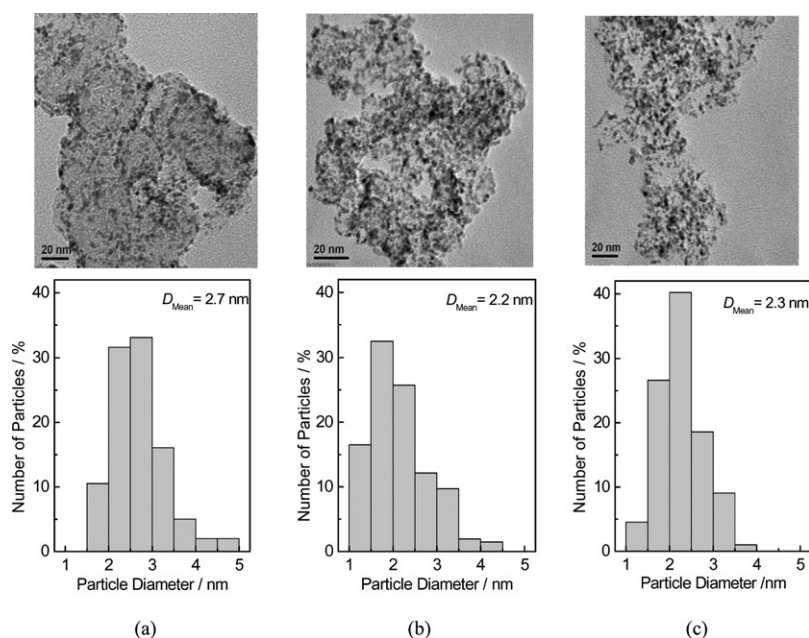 20 nm
20 nm
20 nm
40
30
20
10
0
Number of Particles / %
D Mean = 2.7 nm
1 2 3 4 5
Particle Diameter / nm
40
30
20
10
0
Number of Particles / %
D Mean = 2.2 nm
1 2 3 4 5
Particle Diameter / nm
40
30
20
10
0
Number of Particles / %
D Mean = 2.3 nm
1 2 3 4 5
Particle Diameter /nm
(a) (b) (c)